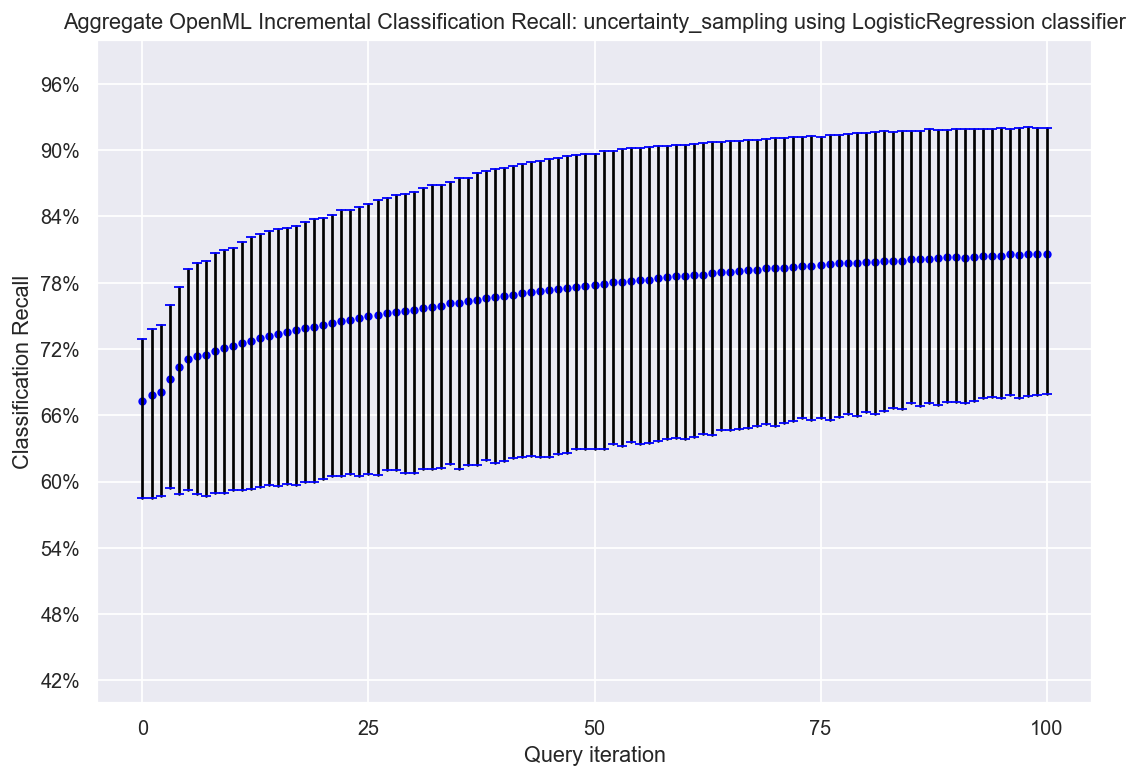 Aggregate OpenML Incremental Classification Recall: uncertainty_sampling using LogisticRegression classifier
96%
90%
84%
78%
72%
66%
60%
54%
48%
42%
Classification Recall
0 25 50 75 100
Query iteration